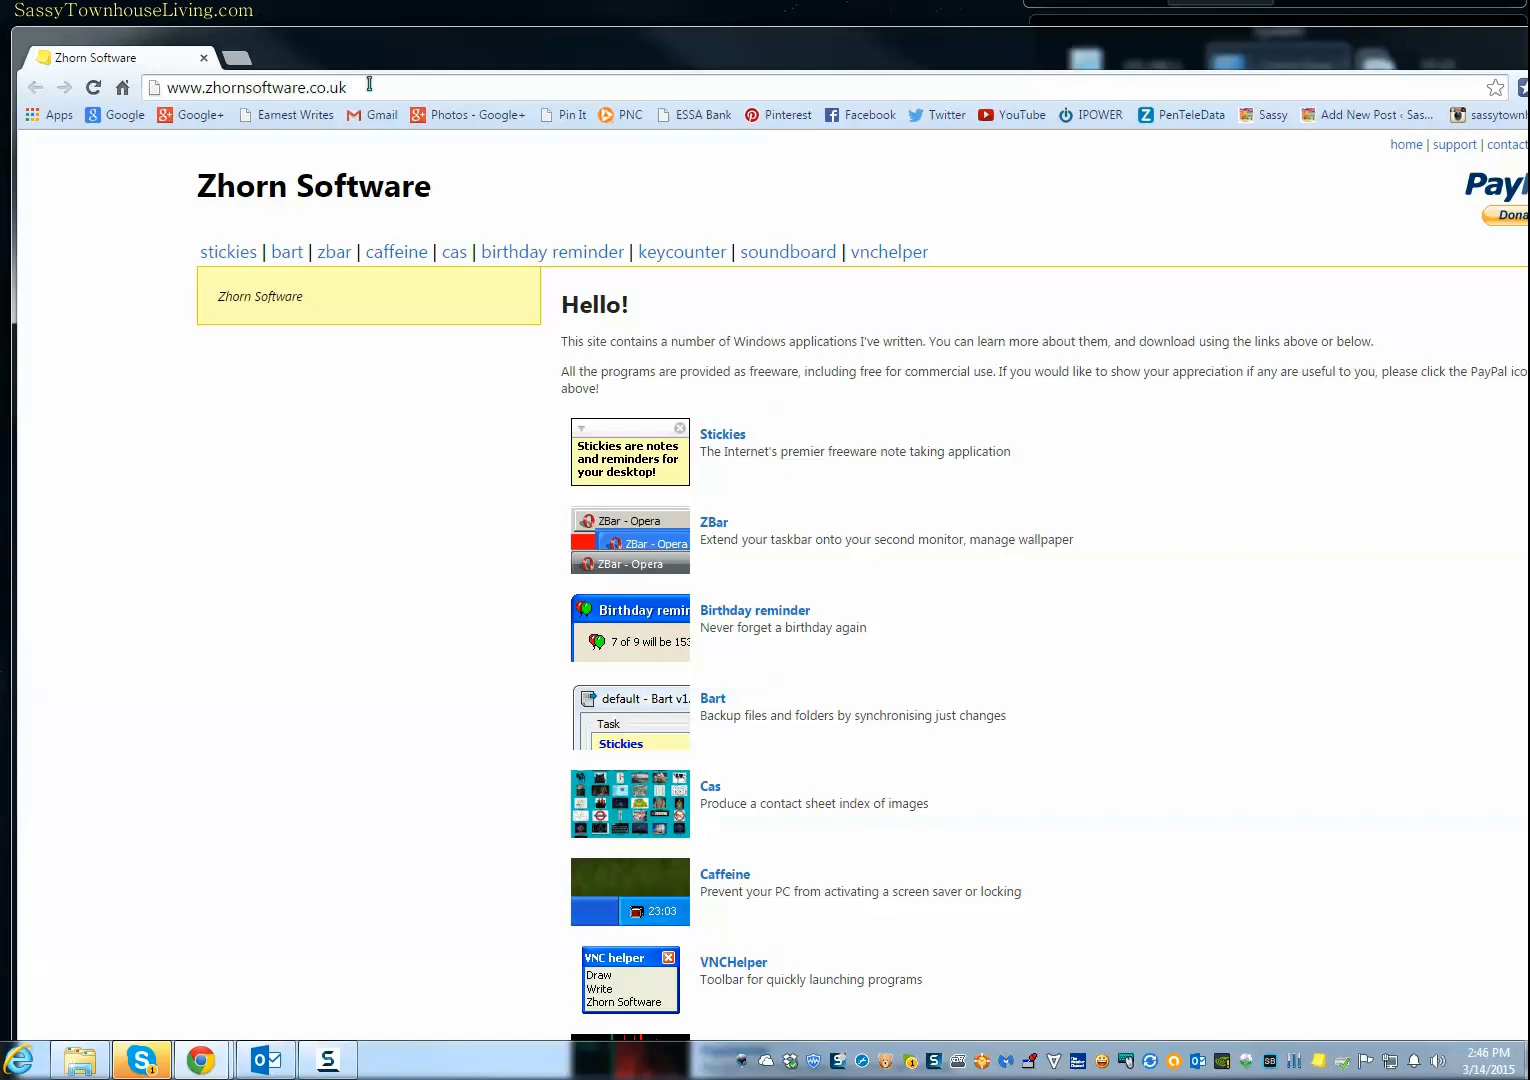 SassyTownhouseLiving.com
Zhorn Software
www.zhornsoftware.co.uk
Apps Google Google+ Earnest Writes Gmail Photos - Google+ Pin It PNC ESSA Bank Pinterest Facebook Twitter YouTube IPOWER PenTeleData Sassy Add New Post ‹ Sas... sassytownh
home | support | contact
Zhorn Software
PayP
Dona
stickies | bart | zbar | caffeine | cas | birthday reminder | keycounter | soundboard | vnchelper
Zhorn Software
Hello!
This site contains a number of Windows applications I've written. You can learn more about them, and download using the links above or below.
All the programs are provided as freeware, including free for commercial use. If you would like to show your appreciation if any are useful to you, please click the PayPal ico
above!
Stickies are notes
and reminders for
your desktop!
Stickies
The Internet's premier freeware note taking application
ZBar - Opera
ZBar - Opera
ZBar - Opera
ZBar
Extend your taskbar onto your second monitor, manage wallpaper
Birthday remin
7 of 9 will be 153
Birthday reminder
Never forget a birthday again
default - Bart v1.
Task
Stickies
Bart
Backup files and folders by synchronising just changes
Cas
Produce a contact sheet index of images
23:03
Caffeine
Prevent your PC from activating a screen saver or locking
VNC helper
Draw
Write
Zhorn Software
VNCHelper
Toolbar for quickly launching programs
2:46 PM
3/14/2015